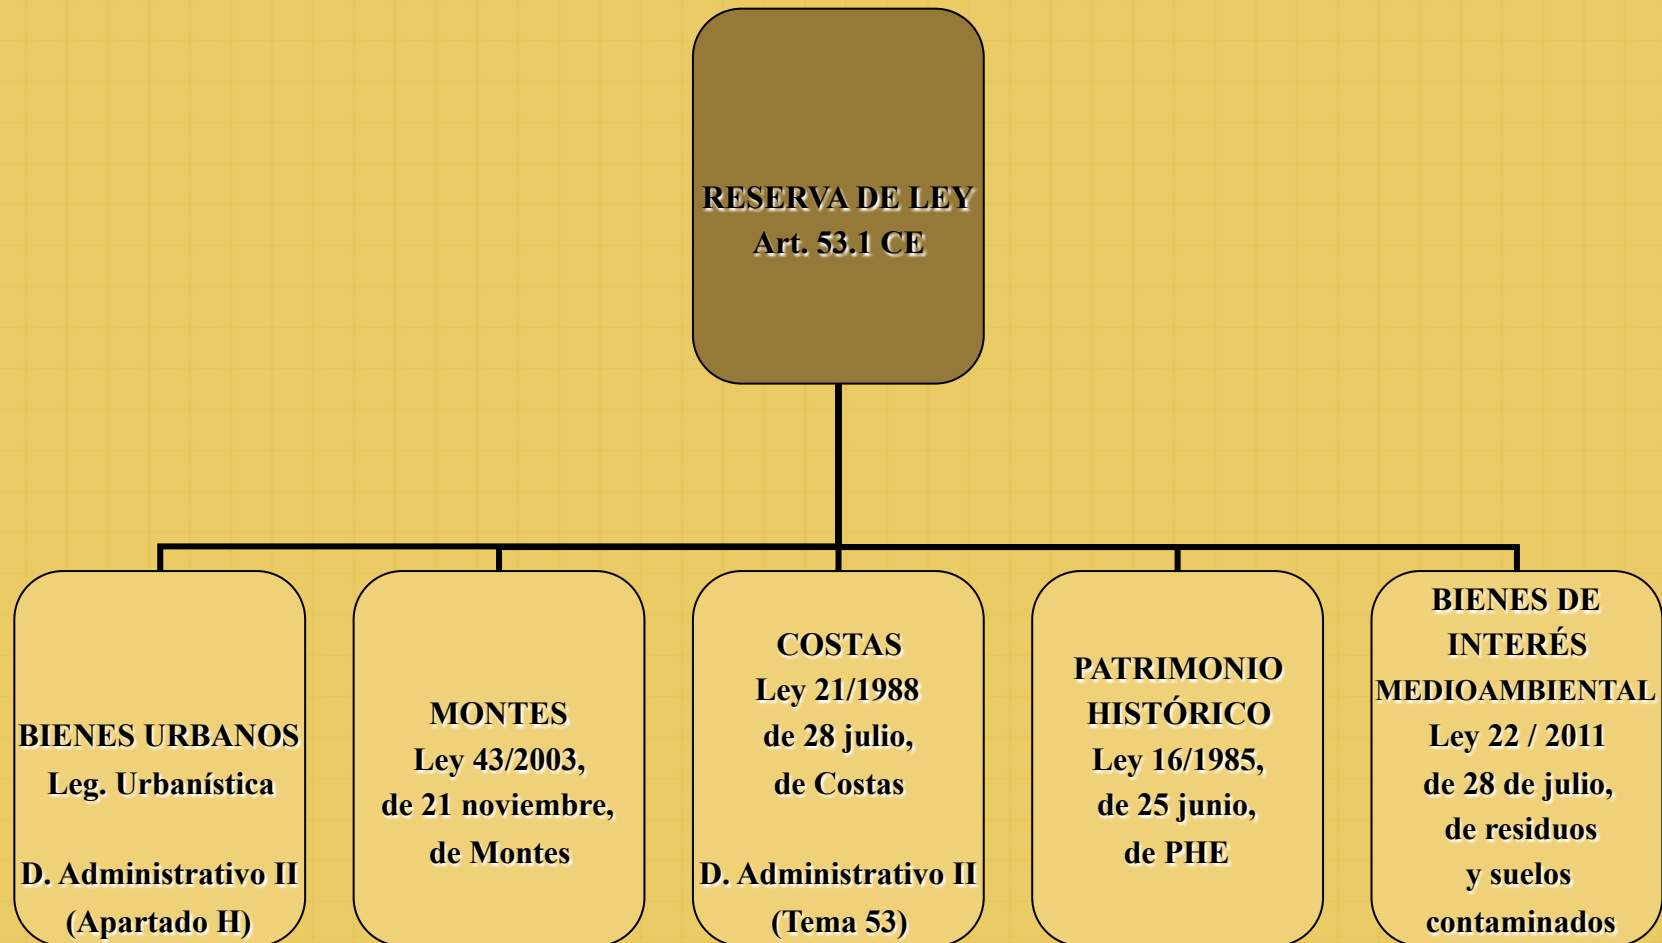 RESERVA DE LEY
Art. 53.1 CE
BIENES URBANOS
Leg. Urbanística
D. Administrativo II
(Apartado H)
MONTES
Ley 43/2003,
de 21 noviembre,
de Montes
COSTAS
Ley 21/1988
de 28 julio,
de Costas
D. Administrativo II
(Tema 53)
PATRIMONIO
HISTÓRICO
Ley 16/1985,
de 25 junio,
de PHE
BIENES DE
INTERÉS
MEDIOAMBIENTAL
Ley 22 / 2011
de 28 de julio,
de residuos
y suelos
contaminados